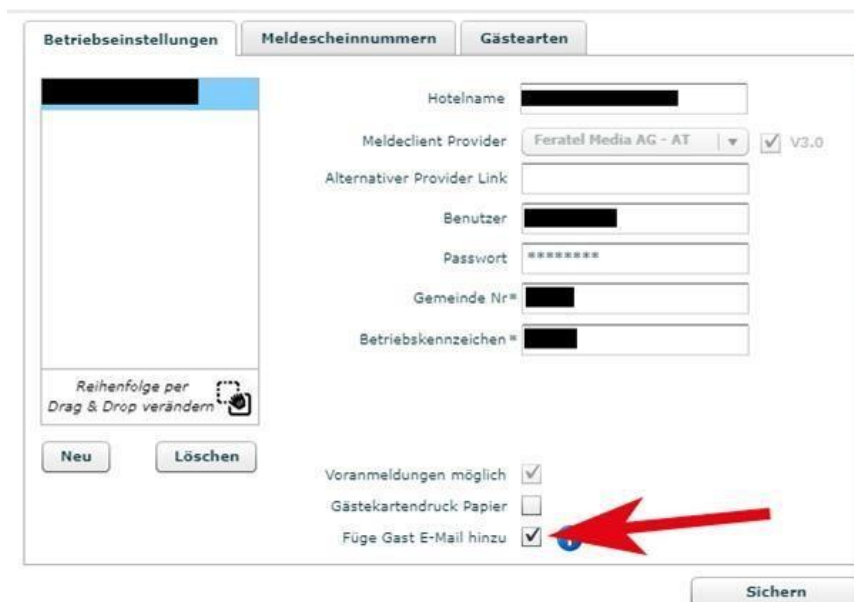 Betriebseinstellungen Meldescheinnummern Gästearten
Hotelname
Meldeclient Provider Feratel Media AG - AT V3.0
Alternativer Provider Link
Benutzer
Passwort ********
Gemeinde Nr*
Betriebskennzeichen *
Reihenfolge per
Drag & Drop verändern
Neu Löschen
Voranmeldungen möglich
Gästekartendruck Papier
Füge Gast E-Mail hinzu
Sichern